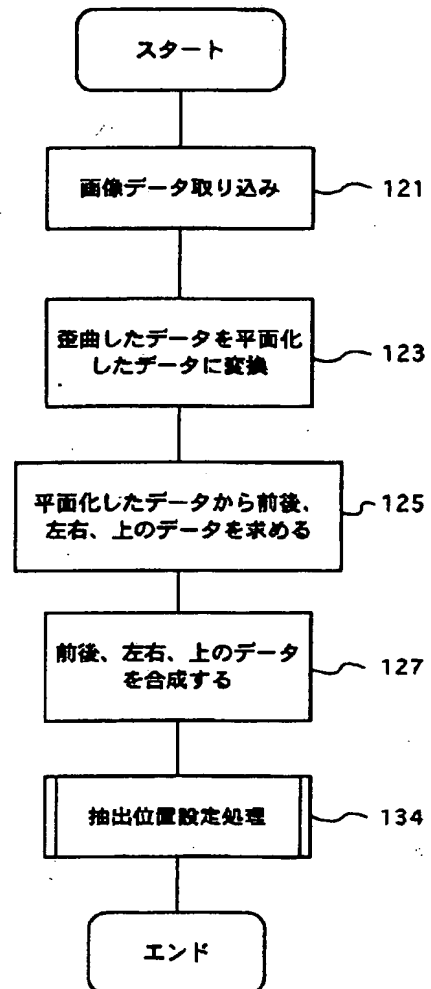 スタート
画像データ取り込み
121
歪曲したデータを平面化
したデータに変換
123
平面化したデータから前後、
左右、上のデータを求める
125
前後、左右、上のデータ
を合成する
127
抽出位置設定処理
134
エンド